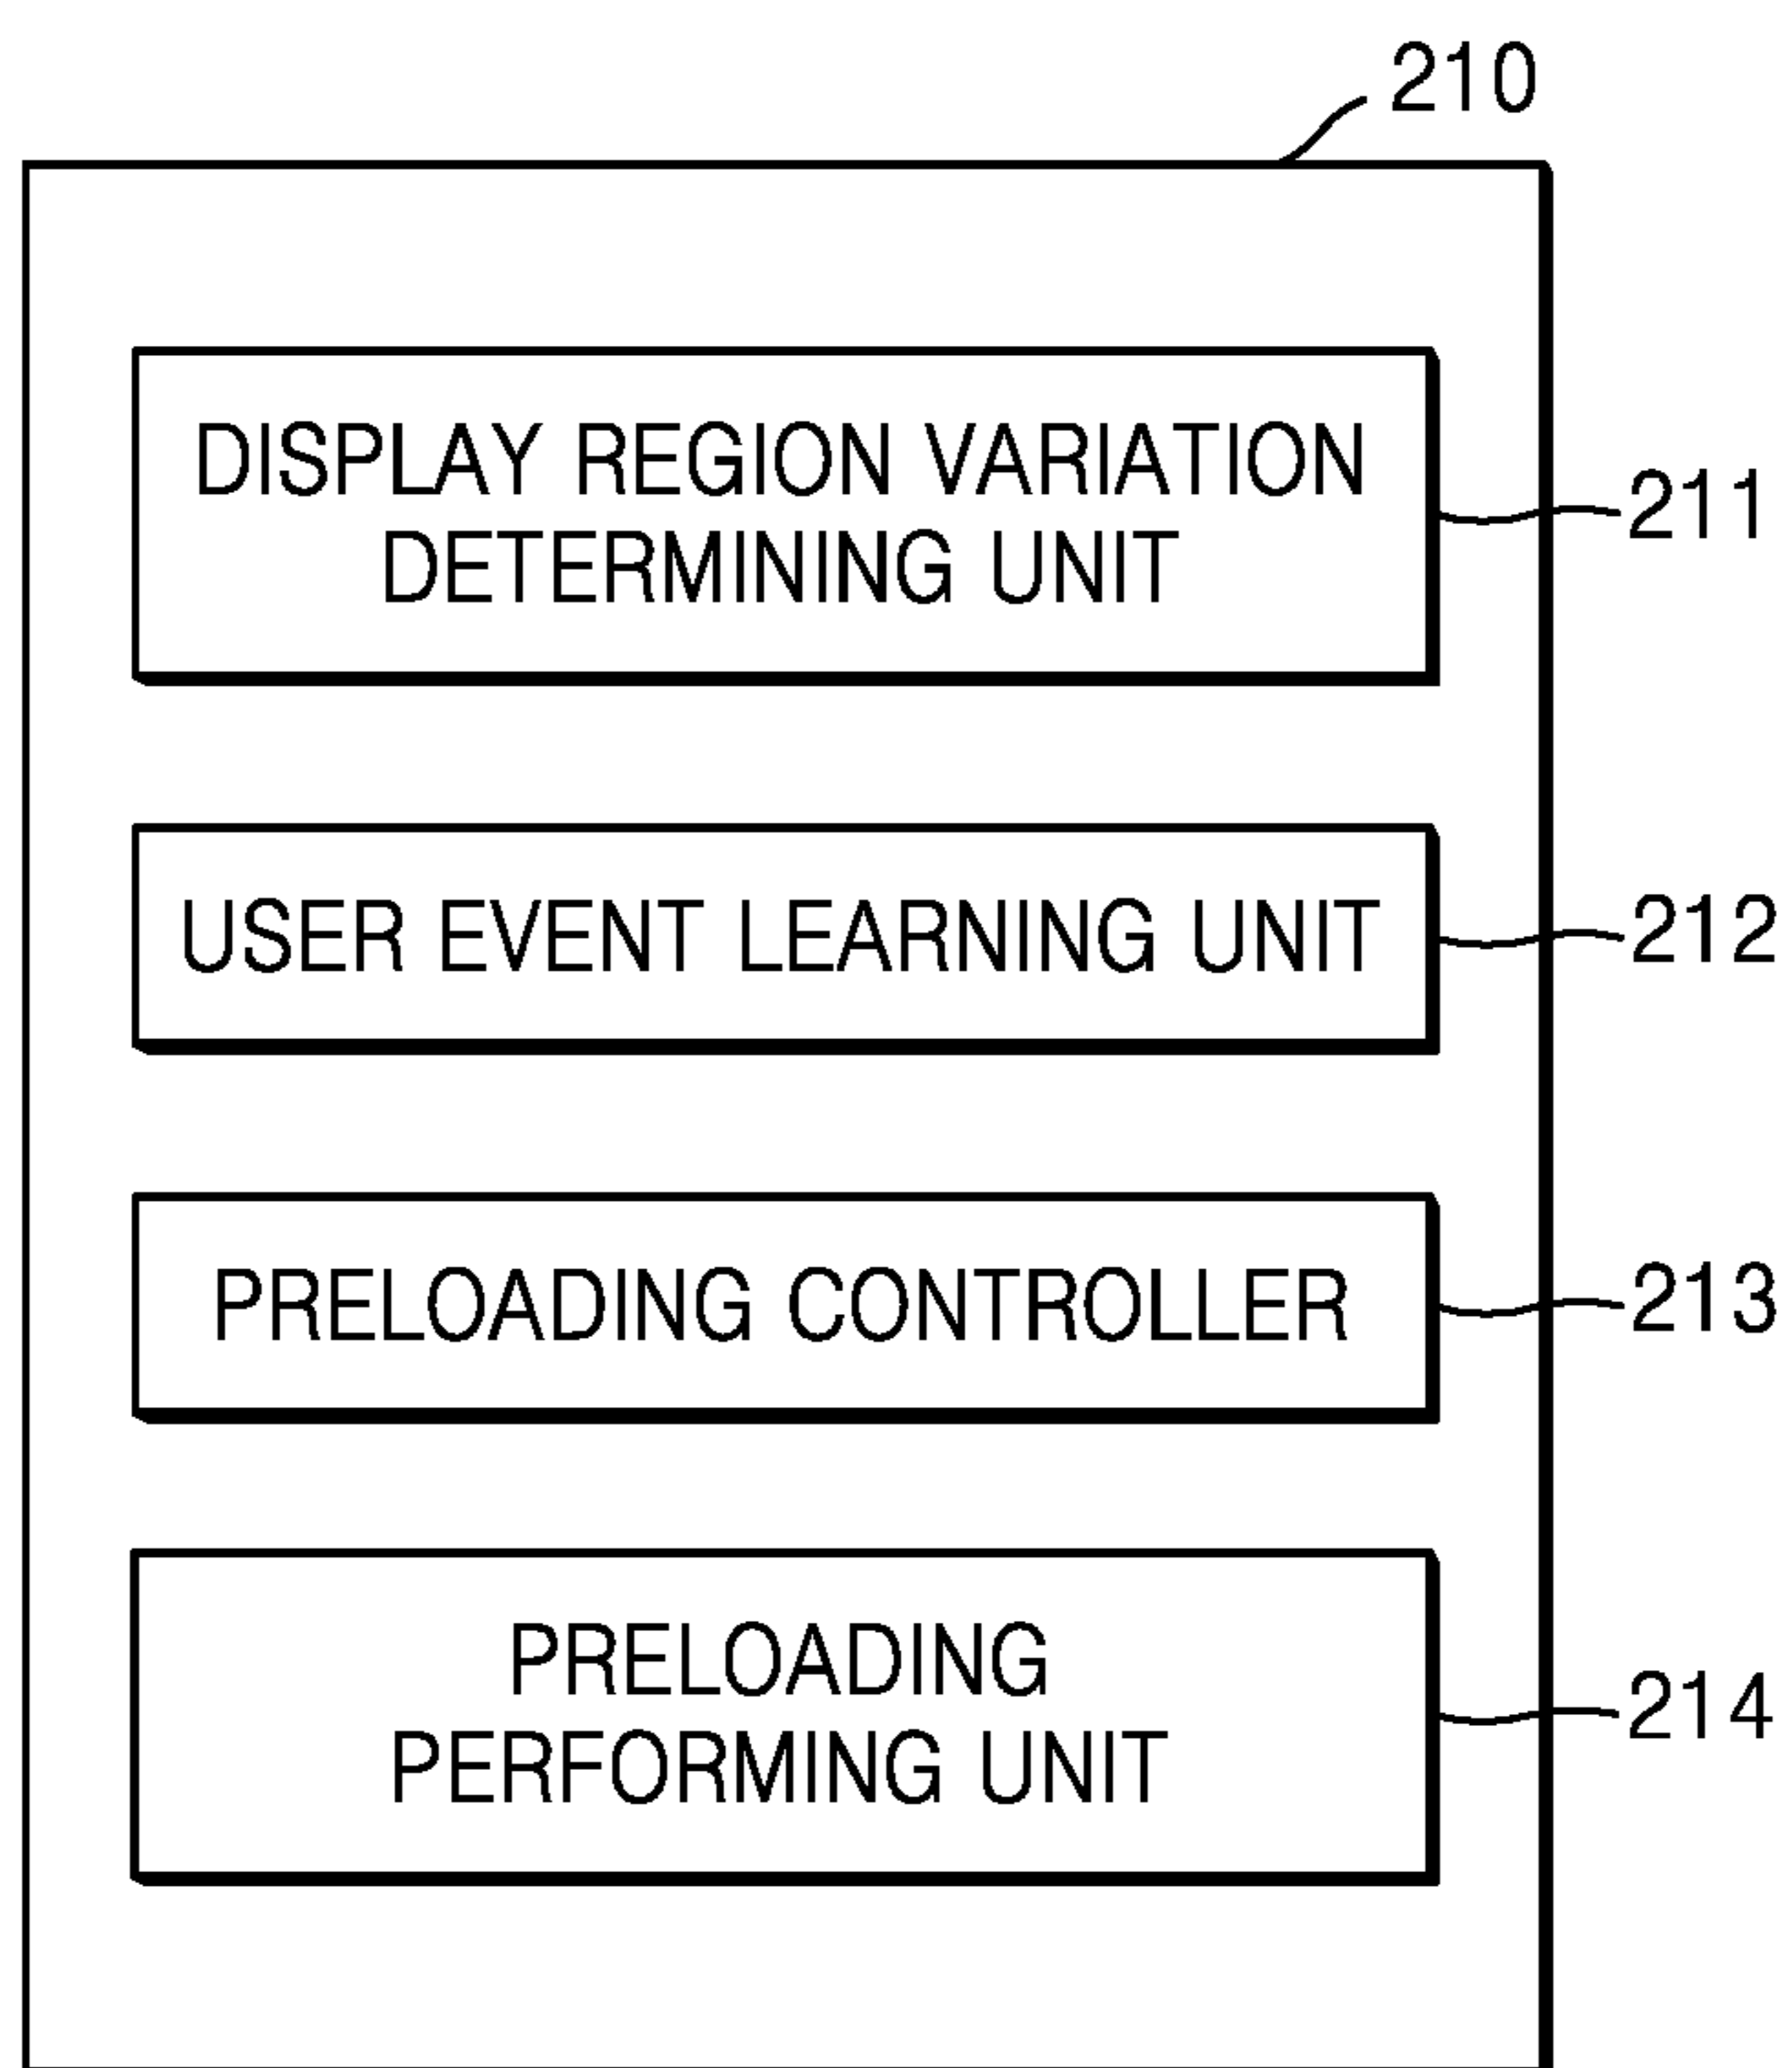 210
DISPLAY REGION VARIATION
DETERMINING UNIT
211
USER EVENT LEARNING UNIT
212
PRELOADING CONTROLLER
213
PRELOADING
PERFORMING UNIT
214